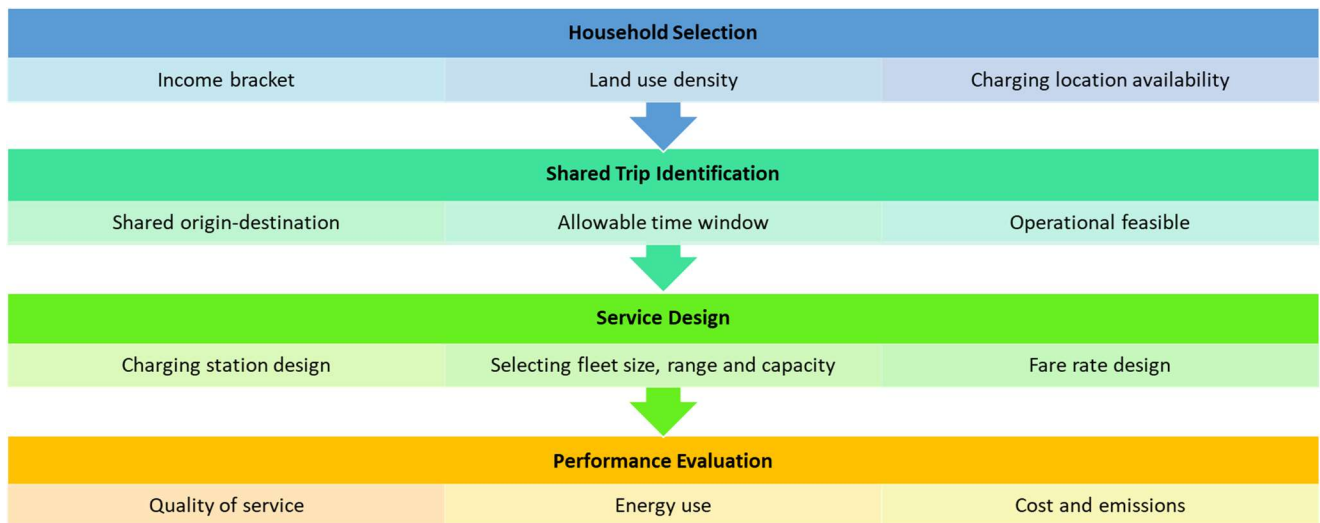 Household Selection
Income bracket
Land use density
Charging location availability
Shared Trip Identification
Shared origin-destination
Allowable time window
Operational feasible
Service Design
Charging station design
Selecting fleet size, range and capacity
Fare rate design
Performance Evaluation
Quality of service
Energy use
Cost and emissions